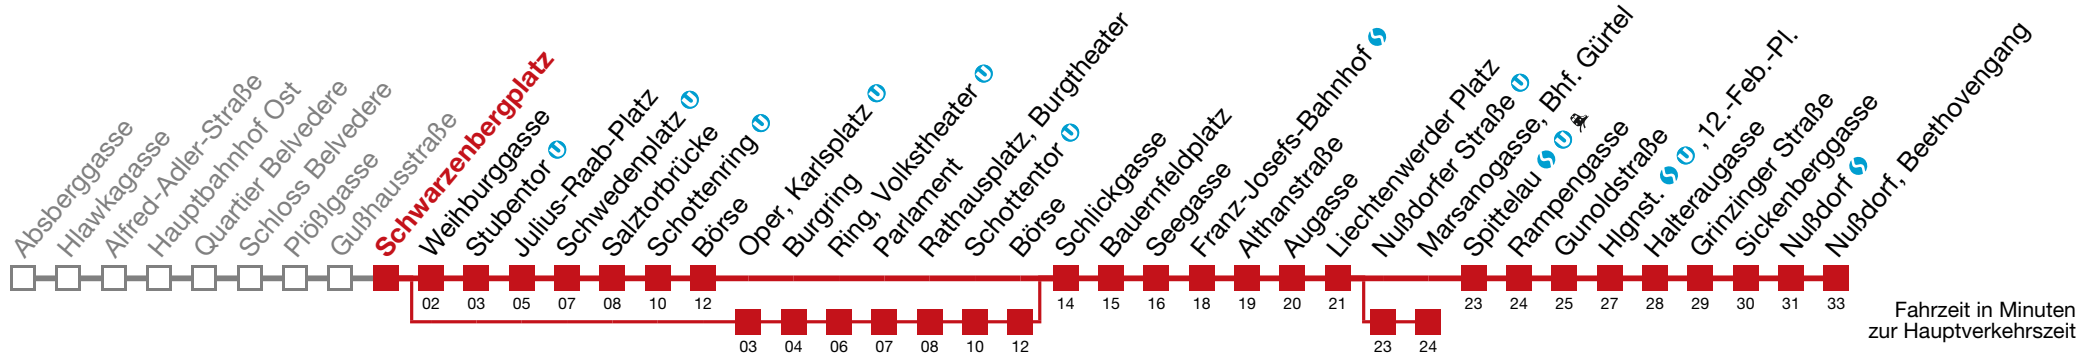 Absberggasse
Hlawkagasse
Alfred-Adler-Straße
Hauptbahnhof Ost
Quartier Belvedere
Schloss Belvedere
Plößlgasse
Gußhausstraße
Schwarzenbergplatz
Weihburggasse
Stubentor U
Julius-Raab-Platz
Schwedenplatz U
Salztorbrücke
Schottenring U
Börse
Oper, Karlsplatz U
Burgring
Ring, Volkstheater U
Parlament
Rathausplatz, Burgtheater
Schottentor U
Börse
Schlickgasse
Bauernfeldplatz
Seegasse
Franz-Josefs-Bahnhof S
Althanstraße
Augasse
Liechtenwerder Platz
Nußdorfer Straße U
Marsanogasse, Bhf. Gürtel
Spittelau S U
Rampengasse
Gunoldstraße
Hlgnst. S U , 12.-Feb.-Pl.
Halteraugasse
Grinzinger Straße
Sickenberggasse
Nußdorf S
Nußdorf, Beethovengang
02 03 05 07 08 10 12 14 15 16 18 19 20 21 23 24 25 27 28 29 30 31 33
03 04 06 07 08 10 12 23 24
Fahrzeit in Minuten
zur Hauptverkehrszeit